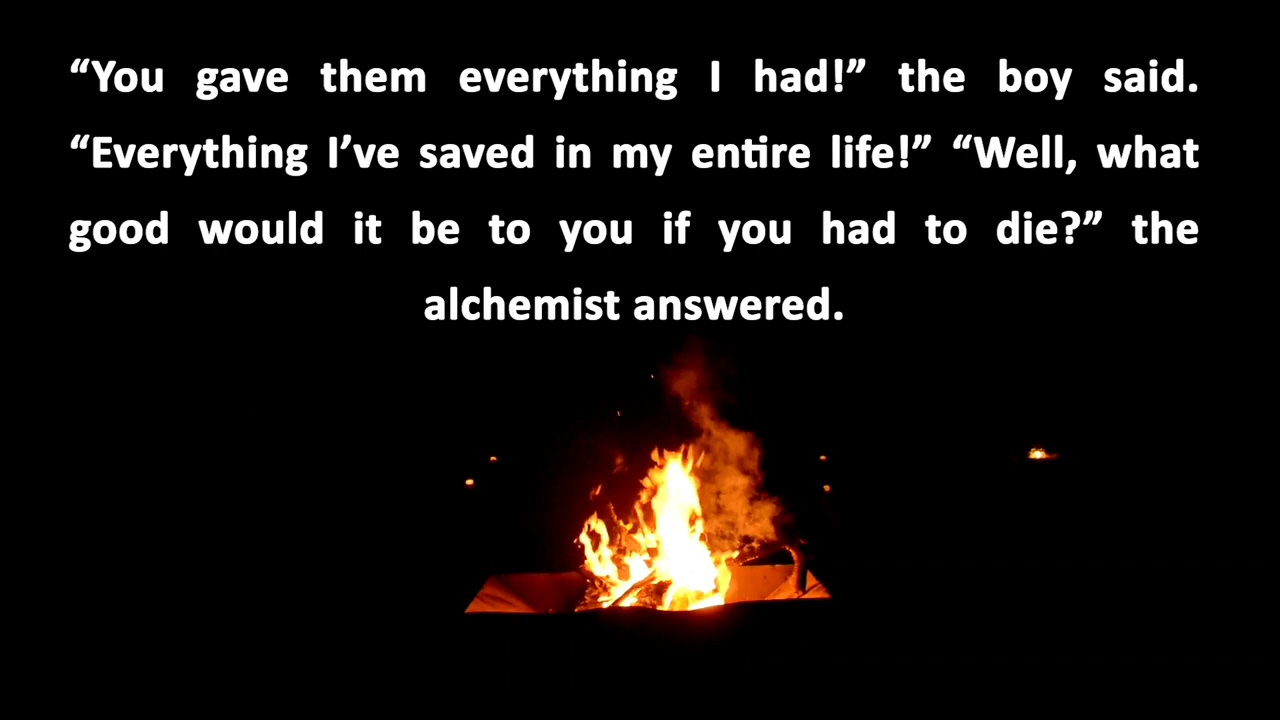 “You gave them everything I had!” the boy said.
“Everything I’ve saved in my entire life!” “Well, what
good would it be to you if you had to die?” the
alchemist answered.